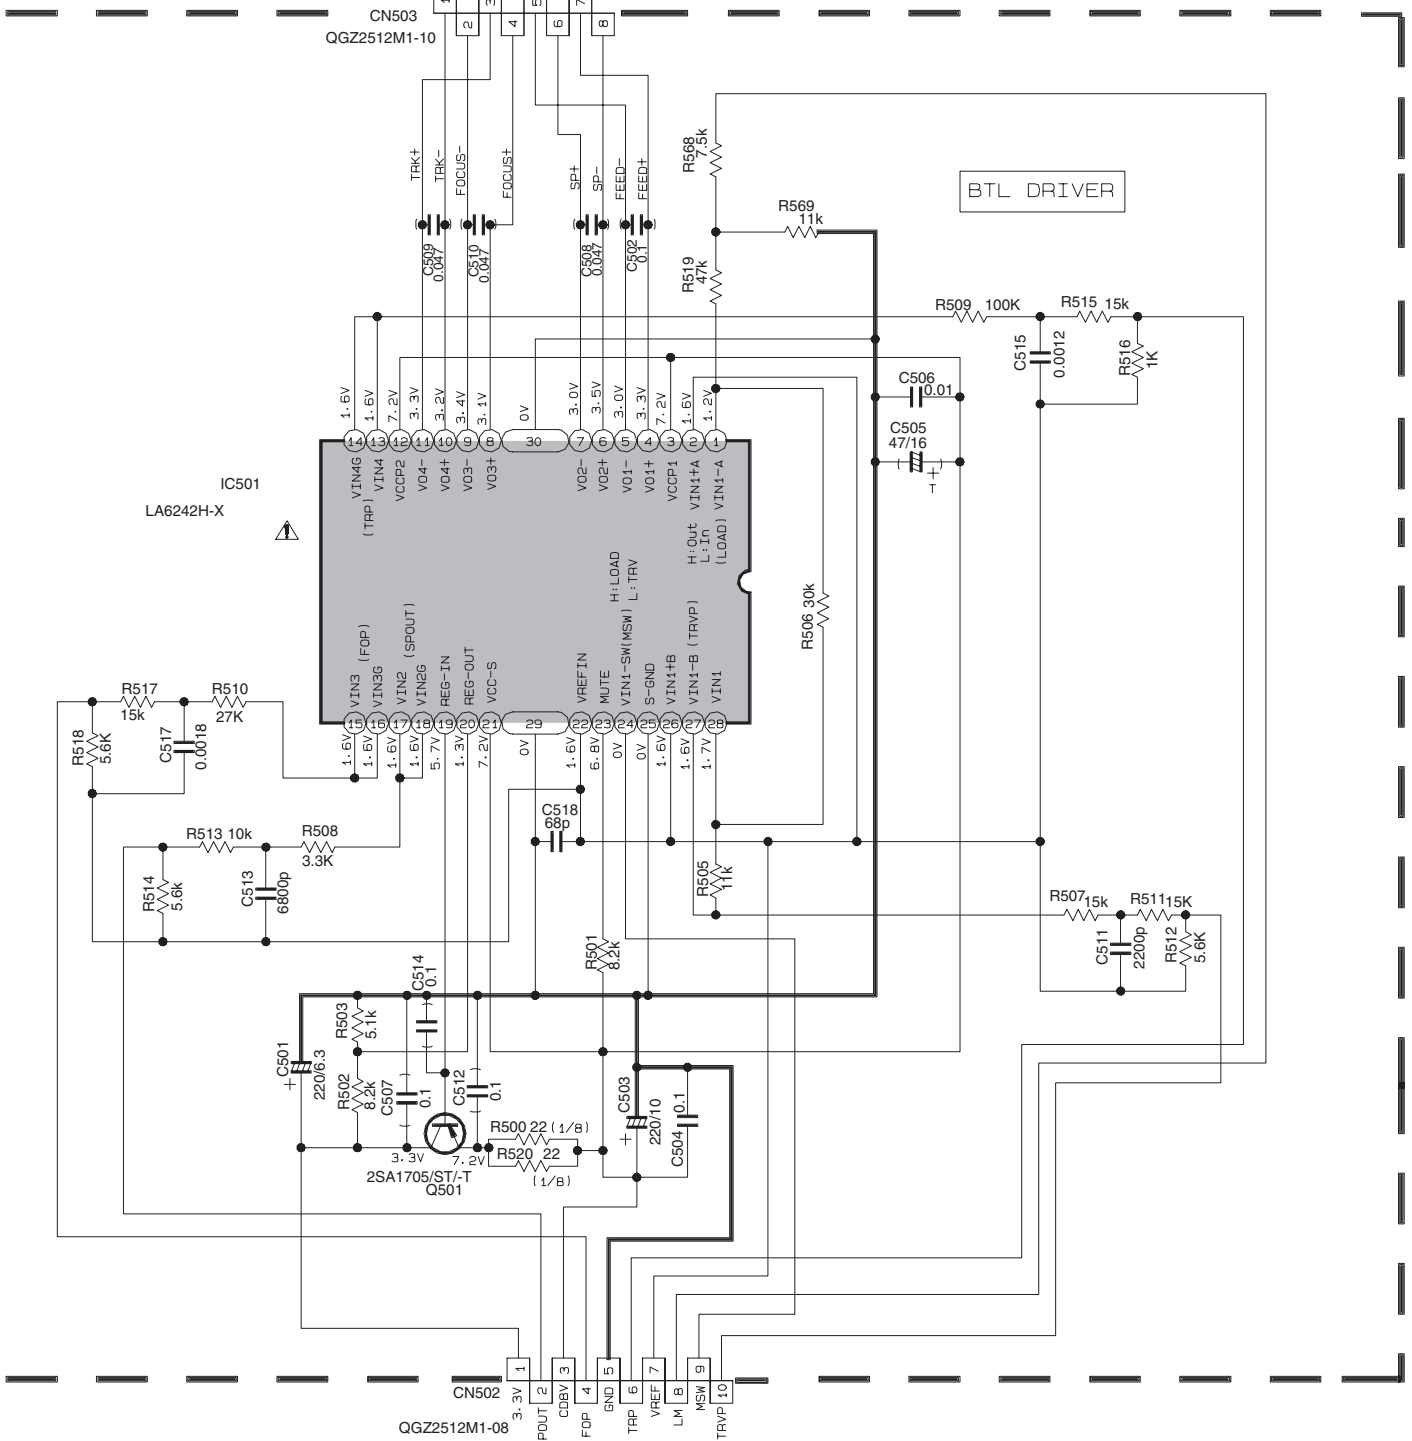 CN503
QGZ2512M1-10
1
2
3
4
5
6
7
8
TRK+
TRK-
FOCUS-
FOCUS+
SP+
SP-
FEED-
FEED+
C509
0.047
C510
0.047
C508
0.047
C502
0.1
R568
7.5k
R569
11k
R519
47k
BTL DRIVER
R509 100K
R515 15k
C515
0.0012
R516
1K
C506
0.01
C505
47/16
+
T
1.6V
1.6V
7.2V
3.3V
3.2V
3.4V
3.1V
0V
3.0V
3.5V
3.0V
3.3V
7.2V
1.6V
1.2V
14
13
12
11
10
9
8
30
7
6
5
4
3
2
1
VIN4G
VIN4
(TRP)
VCCP2
VO4-
VO4+
VO3-
VO3+
VO2-
VO2+
VO1-
VO1+
VCCP1
VIN1+A
VIN1-A
H:Out
L:In
(LOAD)
IC501
LA6242H-X
H:LOAD
L:TRV
R506 30k
VIN3
(FOP)
VIN3G
VIN2
(SPOUT)
VIN2G
REG-IN
REG-OUT
VCC-S
VREFIN
MUTE
VIN1-SW(MSW)
S-GND
VIN1+B
VIN1-B (TRVP)
VIN1
15
16
17
18
19
20
21
29
22
23
24
25
26
27
28
1.6V
1.6V
1.6V
1.6V
5.7V
1.3V
7.2V
0V
1.6V
6.8V
0V
0V
1.6V
1.6V
1.7V
R517
15k
R510
27K
R518
5.6K
C517
0.0018
R513 10k
R508
3.3K
R514
5.6k
C513
6800p
C518
68p
R505
11k
R501
8.2k
R507 15k
R511 15K
C511
2200p
R512
5.6K
C514
0.1
R503
5.1k
C501
220/6.3
+
R502
8.2k
C507
0.1
C512
0.1
C503
220/10
+
0.1
C504
R500 22 (1/8)
R520 22
(1/8)
3.3V
7.2V
2SA1705/ST/-T
Q501
CN502
QGZ2512M1-08
1
2
3
4
5
6
7
8
9
10
3.3V
POUT
CDBV
FOP
GND
TRP
VREF
LM
MSW
TRVP